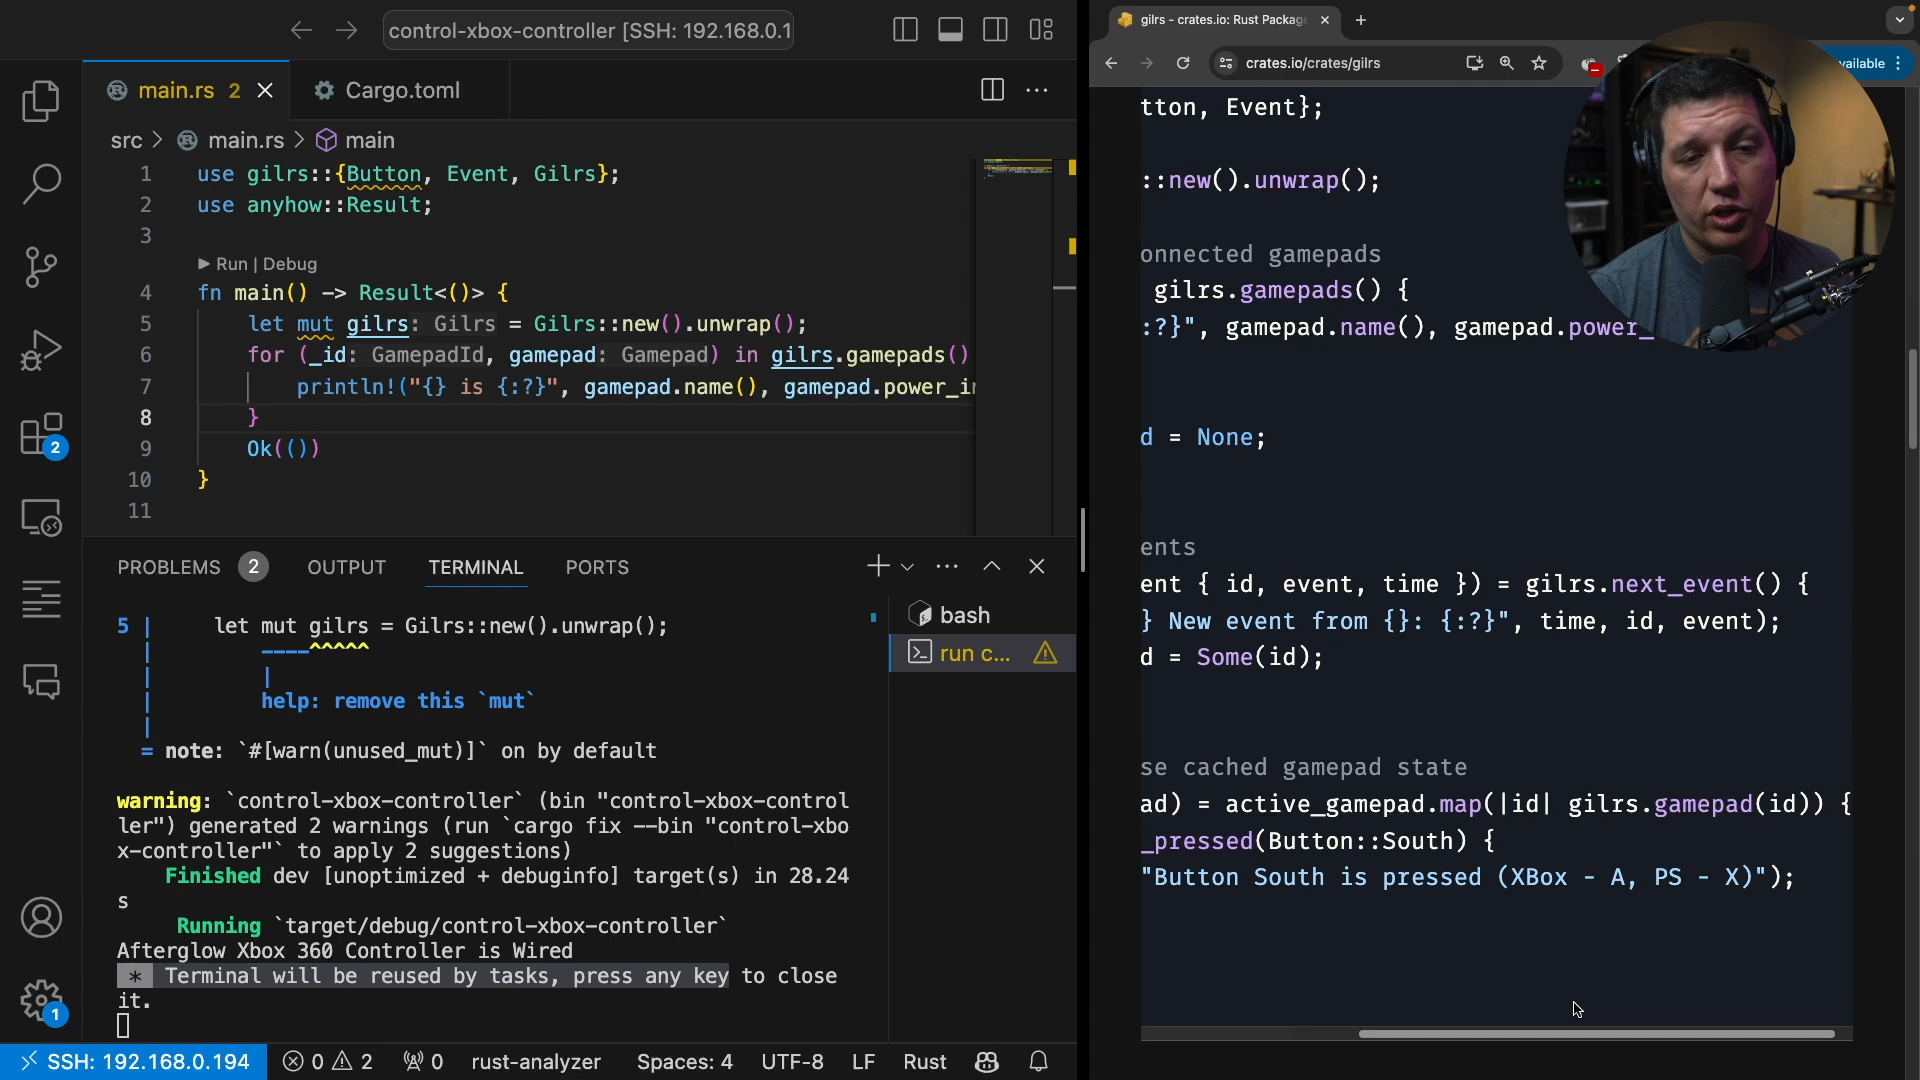 control-xbox-controller [SSH: 192.168.0.1
main.rs 2
Cargo.toml
src > main.rs > main
1 use gilrs::{Button, Event, Gilrs};
2 use anyhow::Result;
3
Run | Debug
4 fn main() -> Result<()> {
5 let mut gilrs: Gilrs = Gilrs::new().unwrap();
6 for (_id: GamepadId, gamepad: Gamepad) in gilrs.gamepads()
7 println!("{} is {:?}", gamepad.name(), gamepad.power_in
8 }
9 Ok(())
10 }
11
PROBLEMS 2 OUTPUT TERMINAL PORTS
bash
run c...
5 | let mut gilrs = Gilrs::new().unwrap();
| ----^^^^^
| |
| help: remove this `mut`
|
= note: `#[warn(unused_mut)]` on by default
warning: `control-xbox-controller` (bin "control-xbox-control
ler") generated 2 warnings (run `cargo fix --bin "control-xbo
x-controller"` to apply 2 suggestions)
Finished dev [unoptimized + debuginfo] target(s) in 28.24
s
Running `target/debug/control-xbox-controller`
Afterglow Xbox 360 Controller is Wired
* Terminal will be reused by tasks, press any key to close
it.
2
1
SSH: 192.168.0.194 0 2 0 rust-analyzer Spaces: 4 UTF-8 LF Rust
gilrs - crates.io: Rust Package
crates.io/crates/gilrs
vailable
tton, Event};
::new().unwrap();
onnected gamepads
gilrs.gamepads() {
:?}", gamepad.name(), gamepad.power_
d = None;
ents
ent { id, event, time }) = gilrs.next_event() {
} New event from {}: {:?}", time, id, event);
d = Some(id);
se cached gamepad state
ad) = active_gamepad.map(|id| gilrs.gamepad(id)) {
_pressed(Button::South) {
"Button South is pressed (XBox - A, PS - X)");